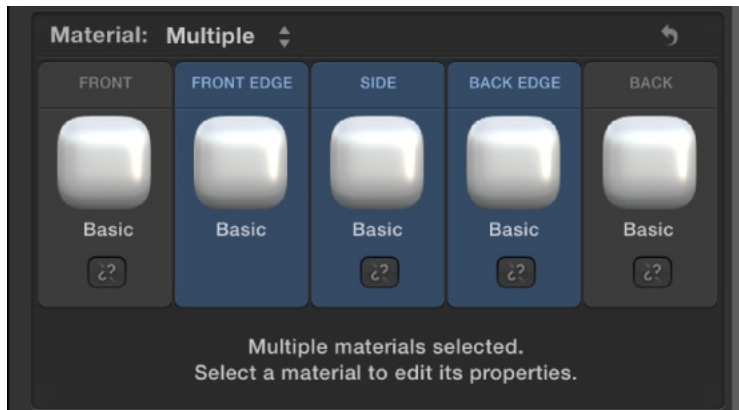 Material: Multiple
FRONT FRONT EDGE SIDE BACK EDGE BACK
Basic Basic Basic Basic Basic
Multiple materials selected.
Select a material to edit its properties.